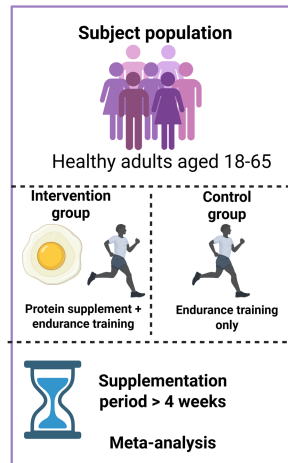 Subject population
Healthy adults aged 18-65
Intervention
group
Protein supplement +
endurance training
Control
group
Endurance training
only
Supplementation
period > 4 weeks
Meta-analysis